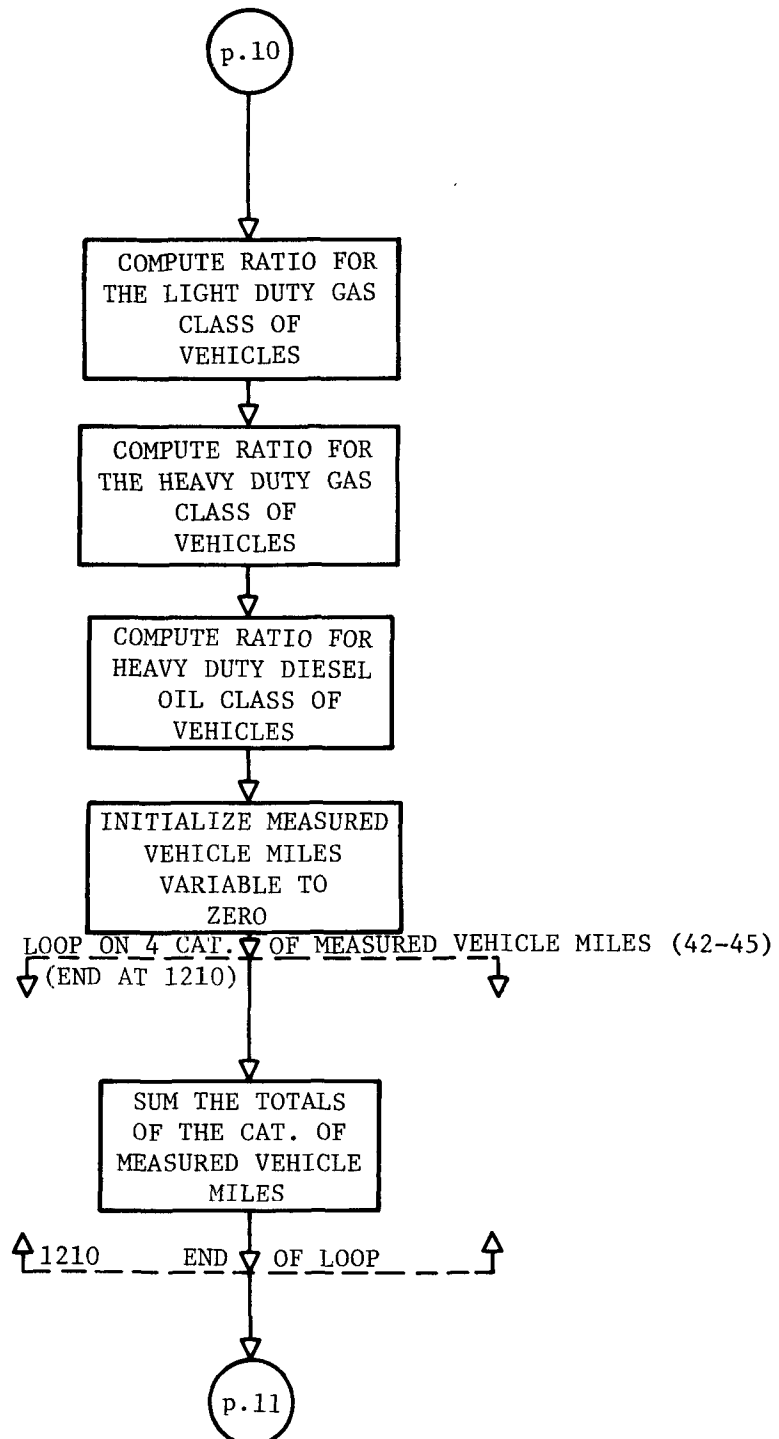 p.10
COMPUTE RATIO FOR
THE LIGHT DUTY GAS
CLASS OF
VEHICLES
COMPUTE RATIO FOR
THE HEAVY DUTY GAS
CLASS OF
VEHICLES
COMPUTE RATIO FOR
HEAVY DUTY DIESEL
OIL CLASS OF
VEHICLES
INITIALIZE MEASURED
VEHICLE MILES
VARIABLE TO
ZERO
LOOP ON 4 CAT. OF MEASURED VEHICLE MILES (42-45)
(END AT 1210)
SUM THE TOTALS
OF THE CAT. OF
MEASURED VEHICLE
MILES
1210 END OF LOOP
p.11